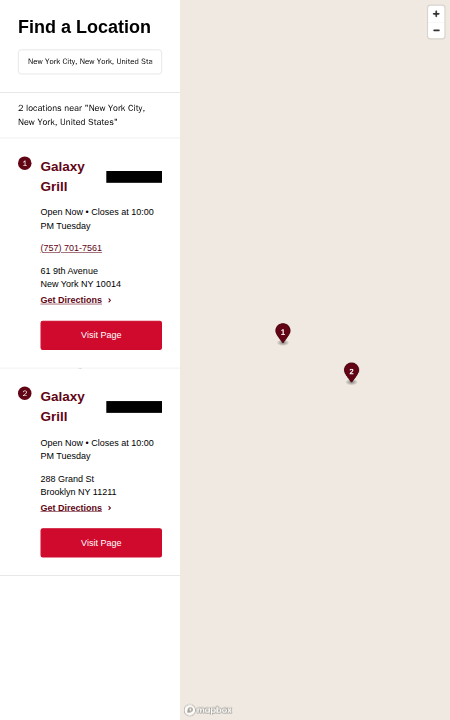 Find a Location
New York City, New York, United Sta
2 locations near "New York City,
New York, United States"
1
Galaxy
Grill
Open Now • Closes at 10:00
PM Tuesday
(757) 701-7561
61 9th Avenue
New York NY 10014
Get Directions ›
Visit Page
2
Galaxy
Grill
Open Now • Closes at 10:00
PM Tuesday
288 Grand St
Brooklyn NY 11211
Get Directions ›
Visit Page
+
−
1
2
mapbox